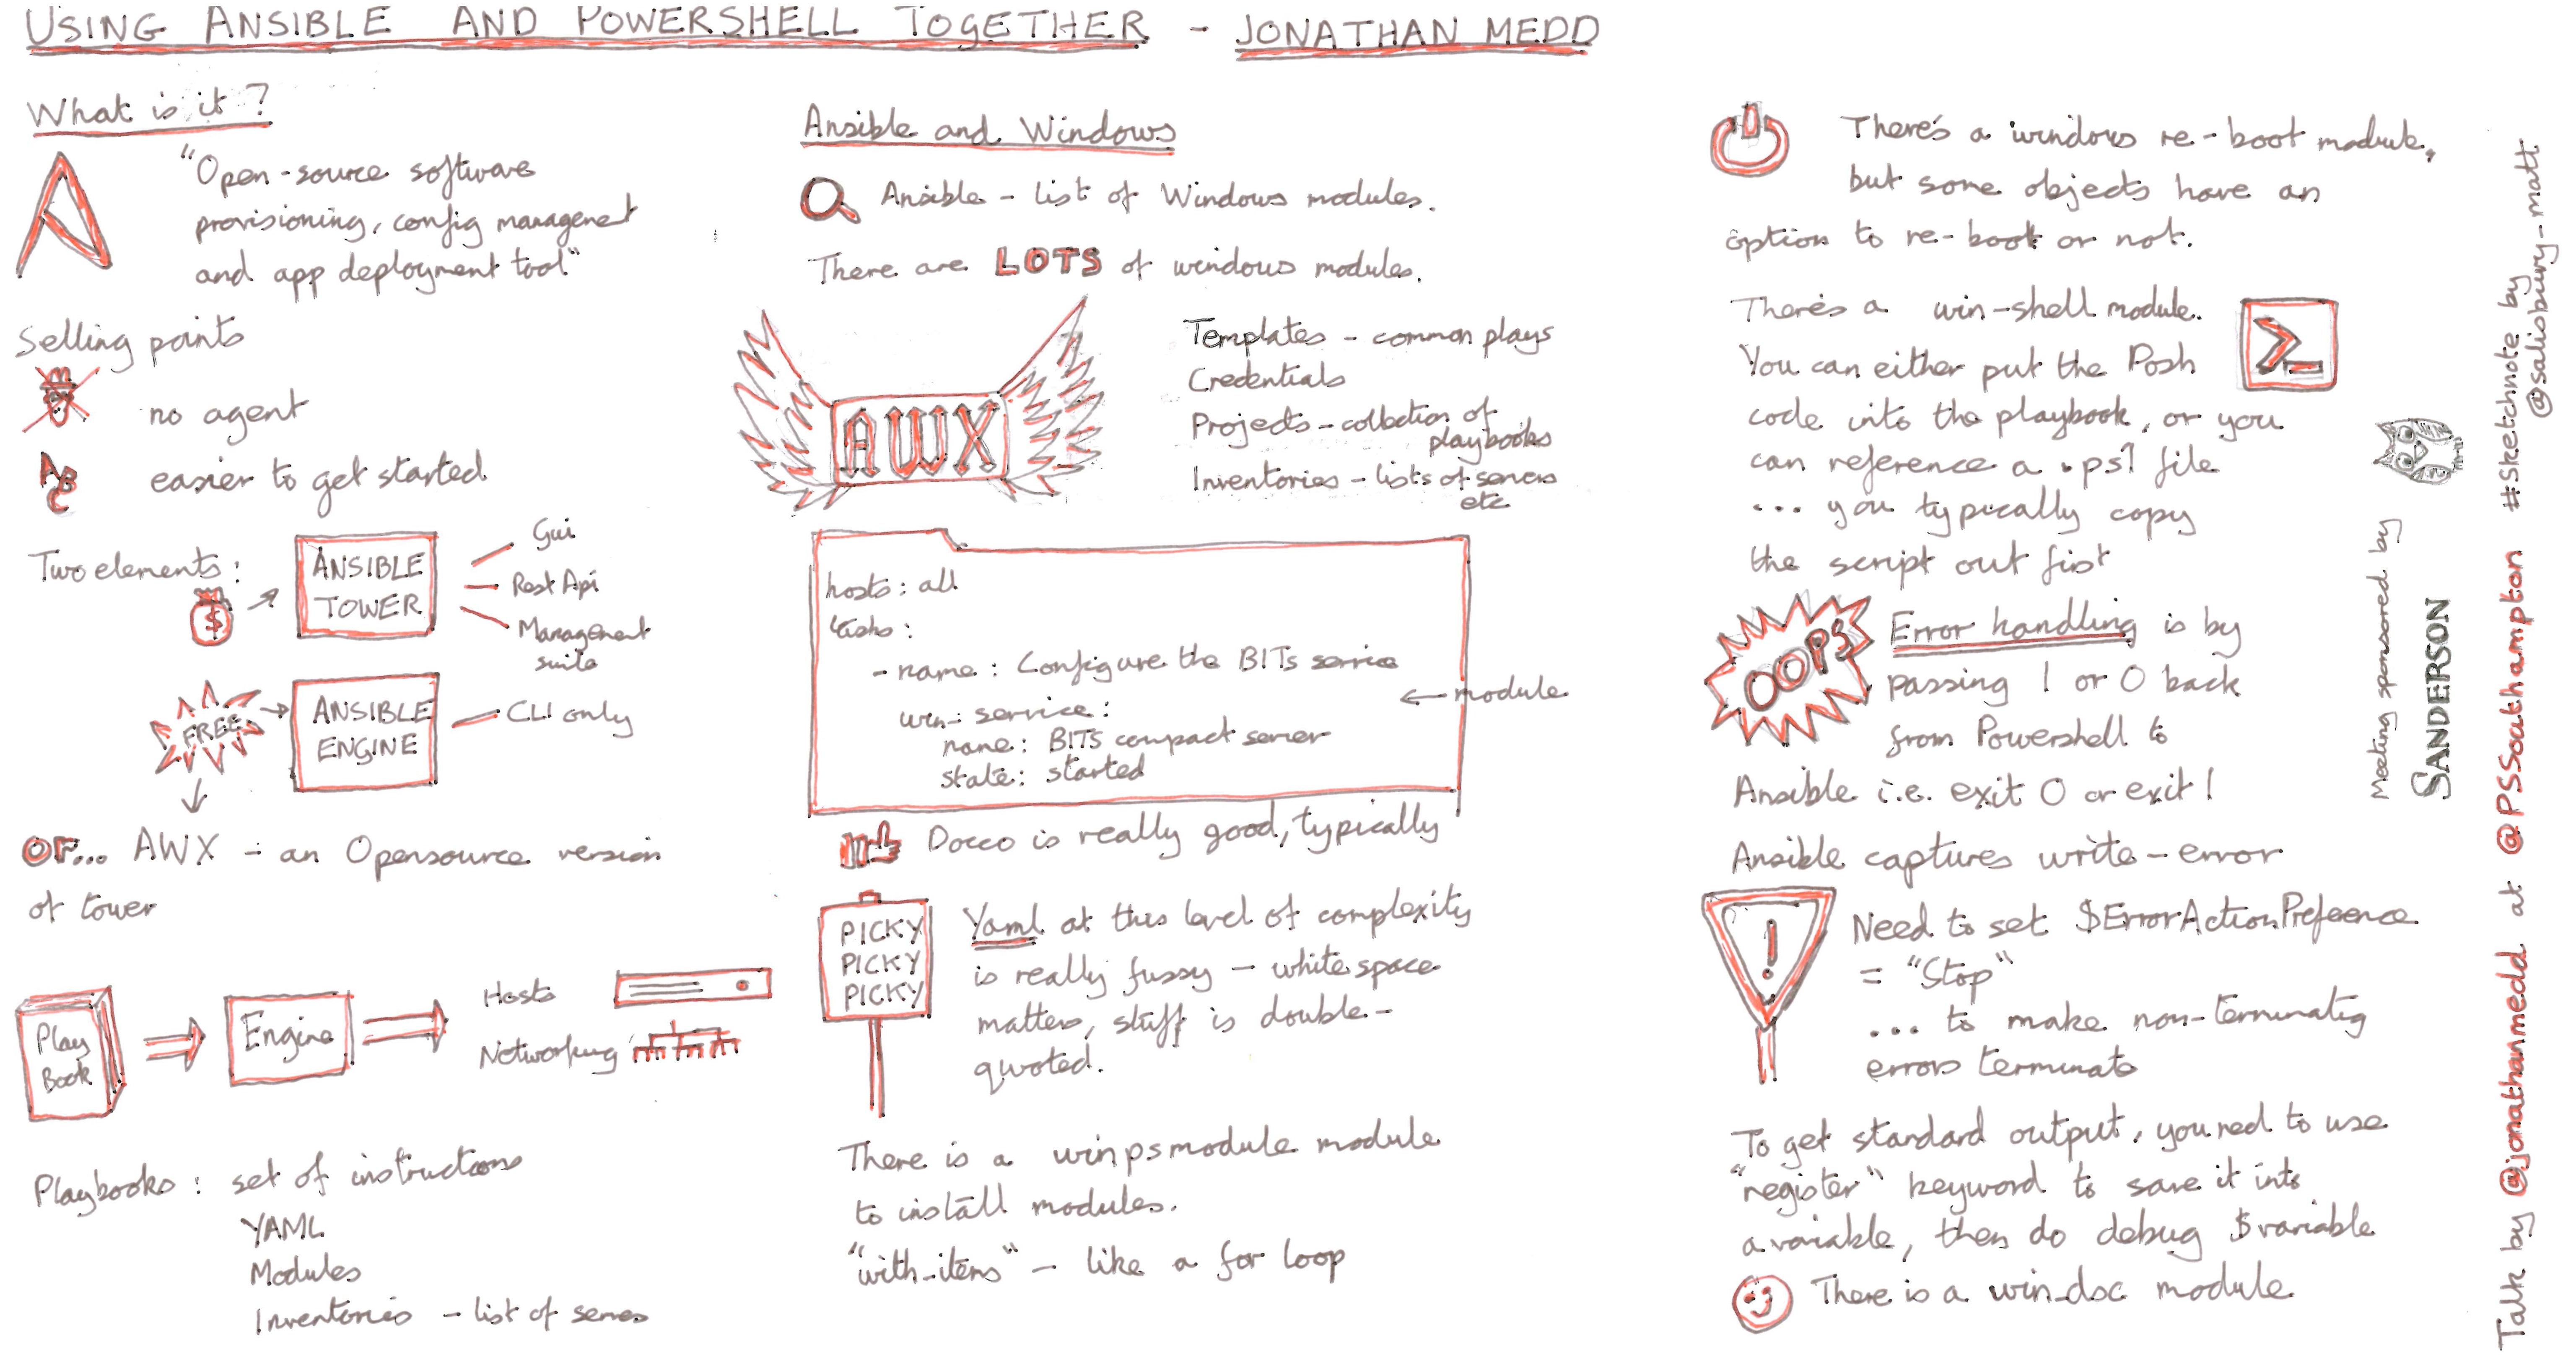 USING ANSIBLE AND POWERSHELL TOGETHER - JONATHAN MEDD
What is it?
"Open-source software
provisioning, config managenet
and app deployment tool"
Selling points
no agent
ABC
easier to get started
Two elements:
$
ANSIBLE
TOWER
Gui
Rest Api
Management
suite
FREE
ANSIBLE
ENGINE
CLI only
OR... AWX - an Opensource version
of tower
Play
Book
Engine
Hosts
Networking
Playbooks: set of instructions
YAML
Modules
Inventories - list of servers
Ansible and Windows
Ansible - list of Windows modules.
There are LOTS of windows modules.
AWX
Templates - common plays
Credentials
Projects - collection of
playbooks
Inventories - lists of servers
etc
hosts: all
tasks:
- name: Configure the BITs service
win- service:
← module
name: BITs compact server
state: started
Docco is really good, typically
PICKY
PICKY
PICKY
Yaml at this level of complexity
is really fussy - white space
matters, stuff is double-
quoted.
There is a winpsmodule module
to install modules.
"with_items" - like a for loop
There's a windows re-boot module,
but some objects have an
option to re-boot or not.
There's a win-shell module.
You can either put the Posh
code into the playbook, or you
can reference a .ps1 file
... you typically copy
the script out first
>_
OOPS
Error handling is by
passing 1 or 0 back
from Powershell to
Ansible i.e. exit 0 or exit 1
Ansible captures write-error
!
Need to set $ErrorActionPreference
= "Stop"
... to make non-terminatig
errors terminate
To get standard output, you need to use
"register" keyword to save it into
a variable, then do debug $variable
There is a win_dsc module
Meeting sponsored by
SANDERSON
Talk by @jonathanmedd at @PSSouthampton #sketchnote by
@salisbury-matt